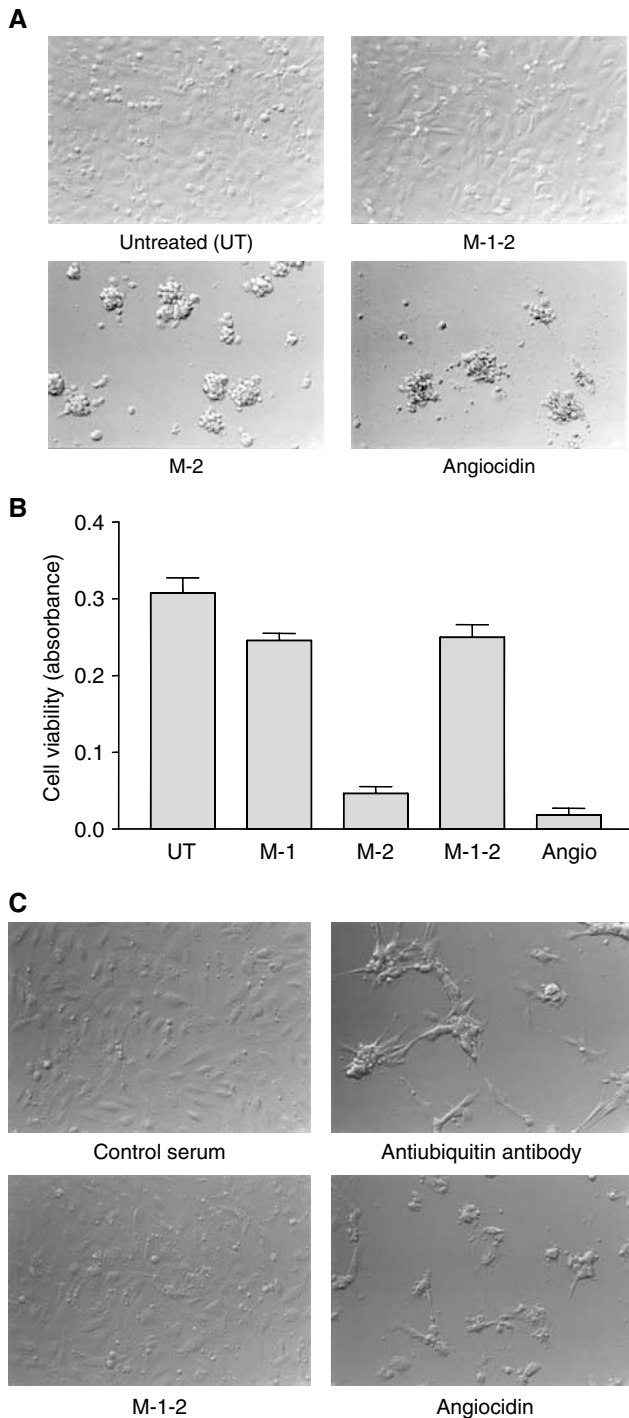 A
Untreated (UT) M-1-2
M-2 Angiocidin
B
Cell viability (absorbance)
0.4
0.3
0.2
0.1
0.0
UT M-1 M-2 M-1-2 Angio
C
Control serum Antiubiquitin antibody
M-1-2 Angiocidin